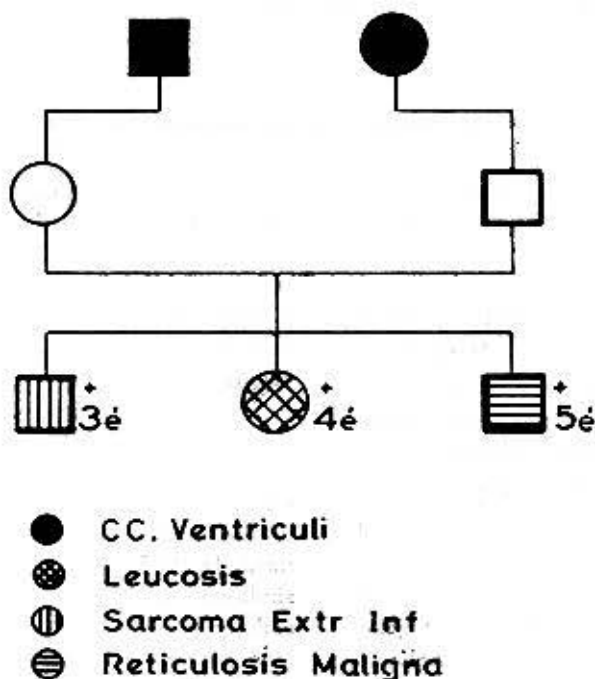 + + +
3é 4é 5é
CC. Ventriculi
Leucosis
Sarcoma Extr Inf
Reticulosis Maligna